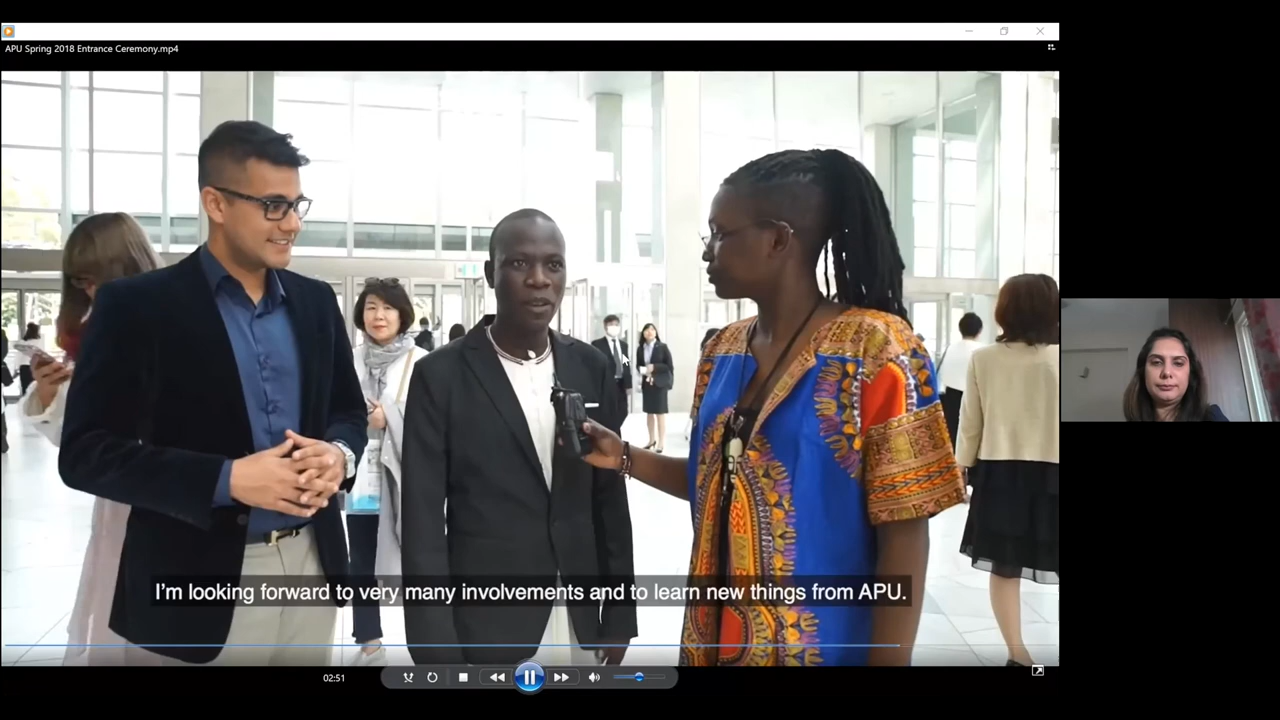 APU Spring 2018 Entrance Ceremony.mp4
I'm looking forward to very many involvements and to learn new things from APU.
02:51